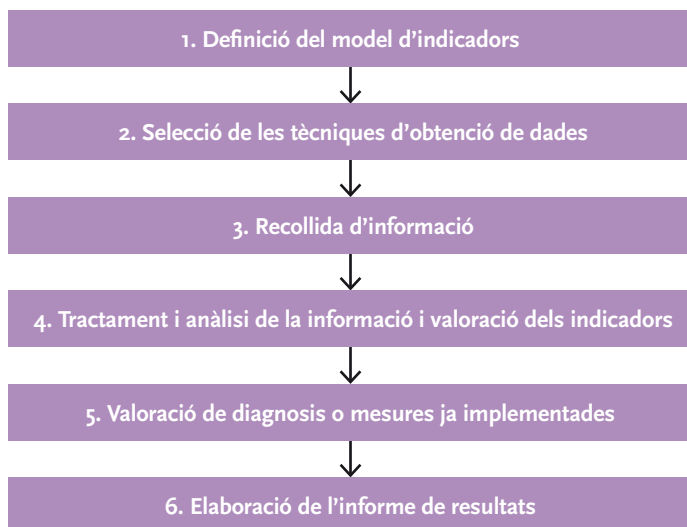 1. Definició del model d’indicadors
2. Selecció de les tècniques d’obtenció de dades
3. Recollida d’informació
4. Tractament i anàlisi de la informació i valoració dels indicadors
5. Valoració de diagnosis o mesures ja implementades
6. Elaboració de l’informe de resultats